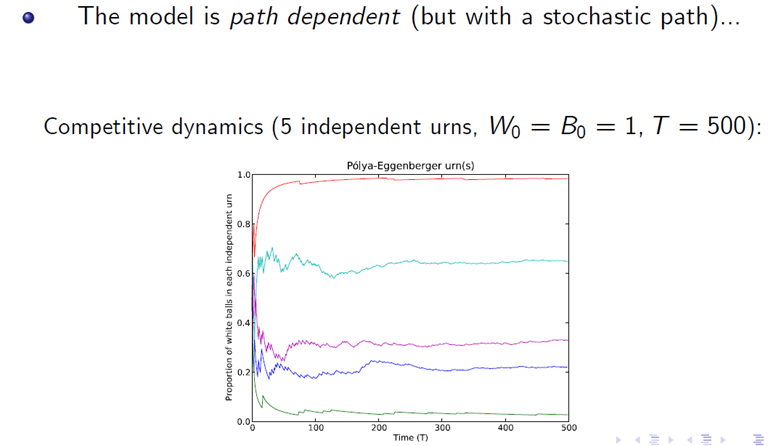 The model is path dependent (but with a stochastic path)...
Competitive dynamics (5 independent urns, W₀ = B₀ = 1, T = 500):
Pólya-Eggenberger urn(s)
Proportion of white balls in each independent urn
1.0
0.8
0.6
0.4
0.2
0.0
0
100
200
300
400
500
Time (T)